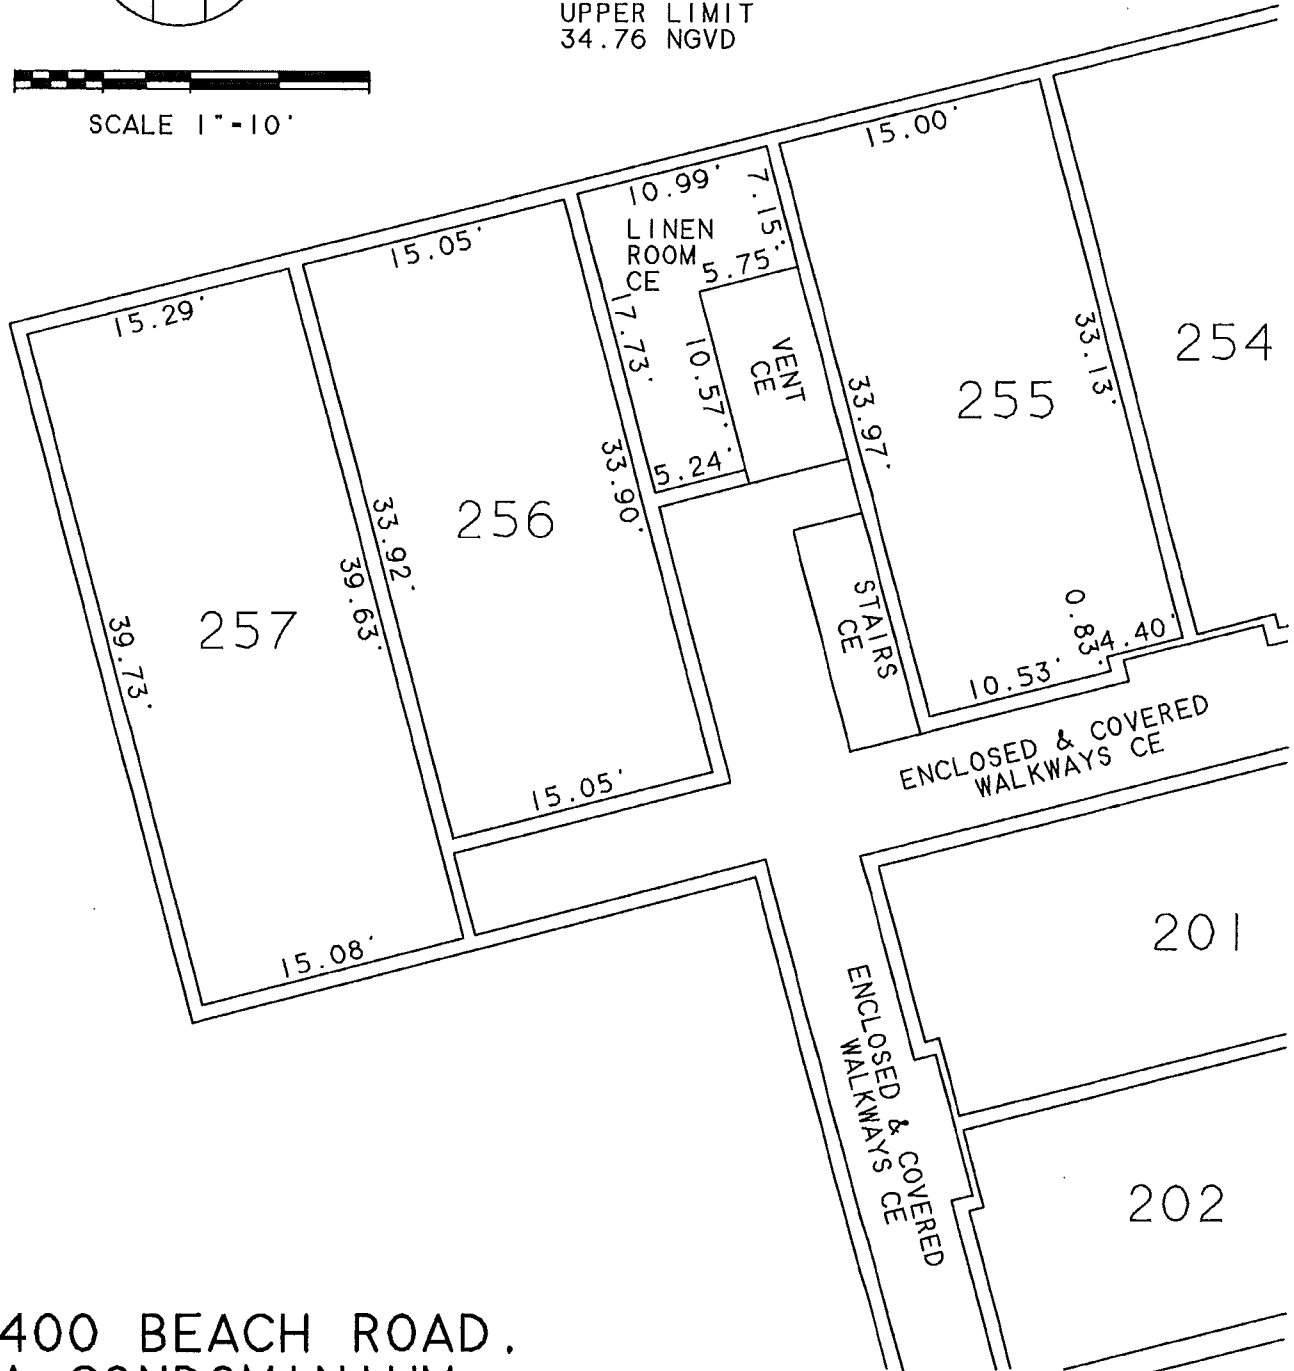 UPPER LIMIT
34.76 NGVD
SCALE 1"-10'
15.00'
10.99'
7.15'
LINEN
ROOM
CE
5.75'
15.05'
15.29'
17.73'
10.57'
VENT
CE
33.13'
254
255
33.97'
5.24'
33.90'
256
33.92'
39.63'
257
39.73'
STAIRS
CE
0.83'
4.40'
10.53'
ENCLOSED & COVERED
WALKWAYS CE
15.05'
15.08'
201
ENCLOSED & COVERED
WALKWAYS CE
202
400 BEACH ROAD.
A CONDOMINIUM